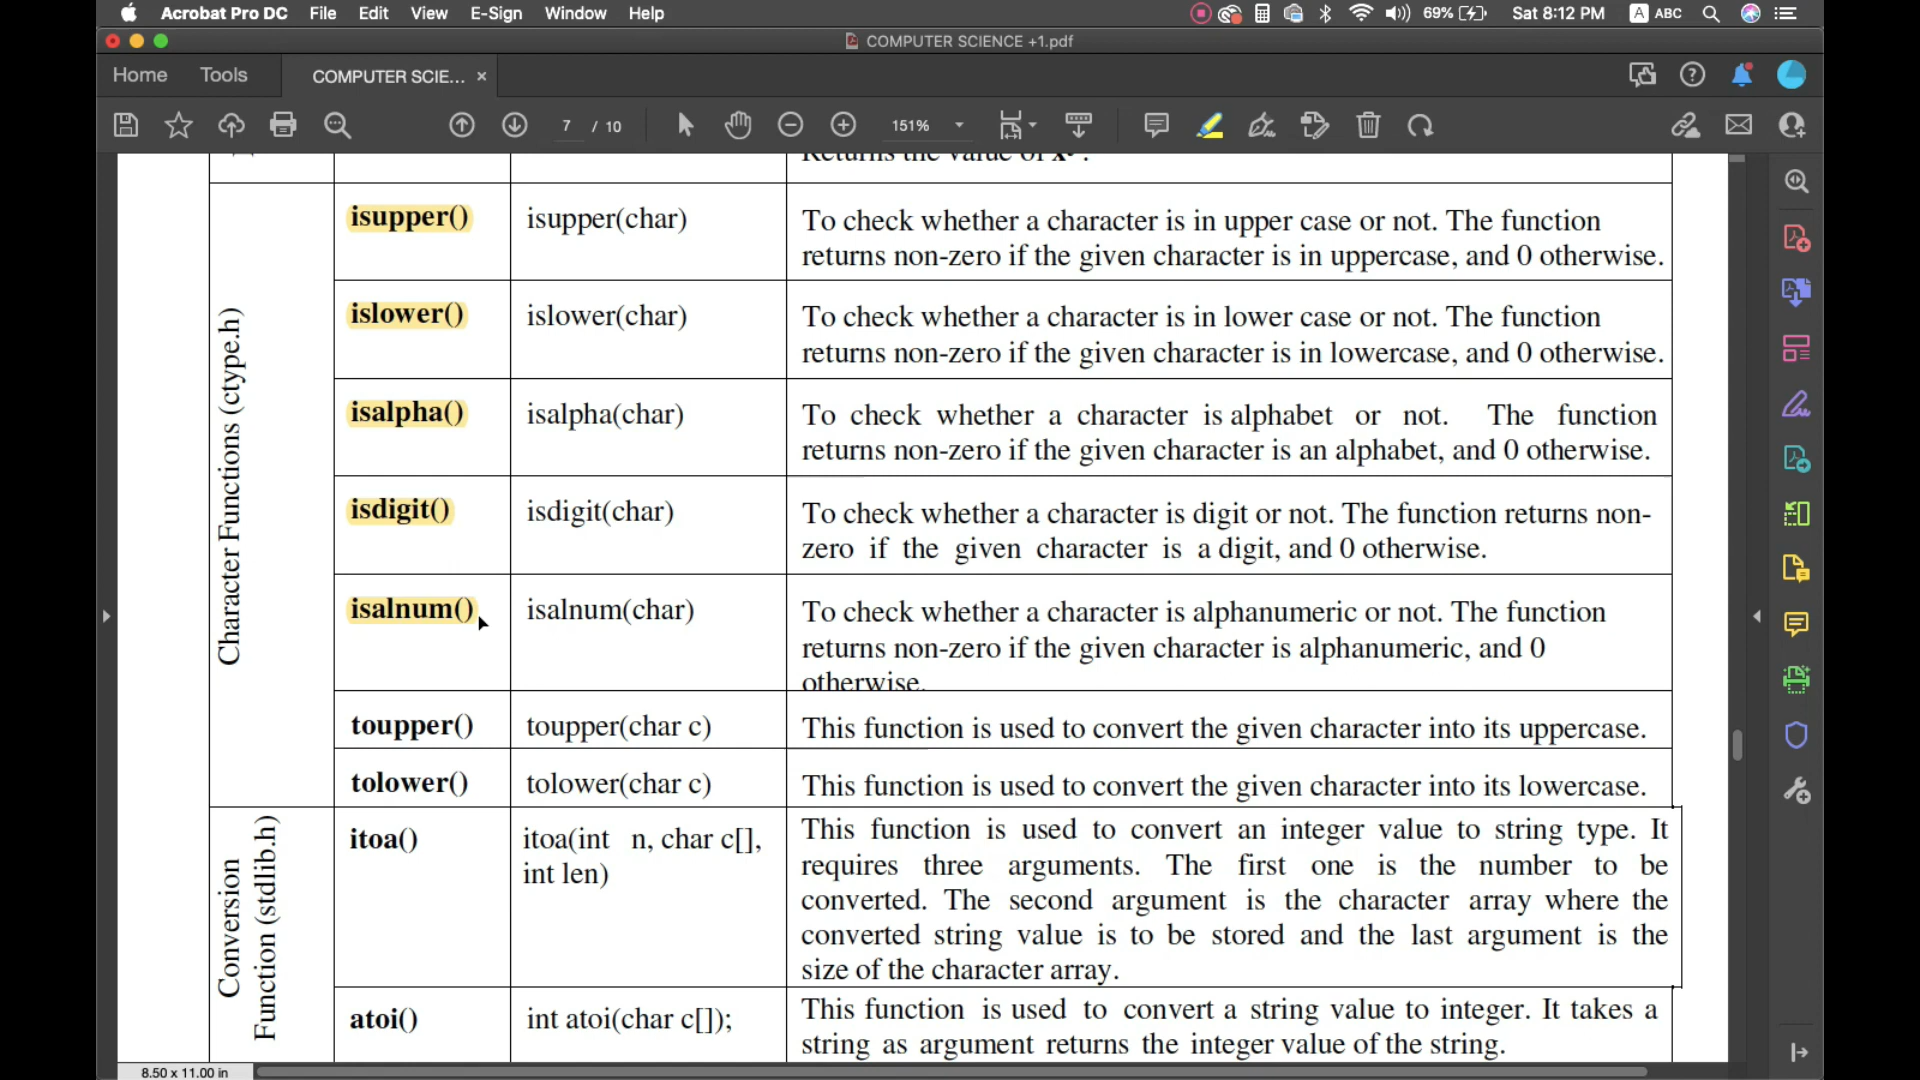 Acrobat Pro DC File Edit View E-Sign Window Help 69% Sat 8:12 PM A ABC
COMPUTER SCIENCE +1.pdf
Home Tools COMPUTER SCIE... ×
7 / 10 151%
Returns the value of x
isupper() isupper(char) To check whether a character is in upper case or not. The function
returns non-zero if the given character is in uppercase, and 0 otherwise.
islower() islower(char) To check whether a character is in lower case or not. The function
returns non-zero if the given character is in lowercase, and 0 otherwise.
isalpha() isalpha(char) To check whether a character is alphabet or not. The function
returns non-zero if the given character is an alphabet, and 0 otherwise.
isdigit() isdigit(char) To check whether a character is digit or not. The function returns non-
zero if the given character is a digit, and 0 otherwise.
isalnum() isalnum(char) To check whether a character is alphanumeric or not. The function
returns non-zero if the given character is alphanumeric, and 0
otherwise.
toupper() toupper(char c) This function is used to convert the given character into its uppercase.
tolower() tolower(char c) This function is used to convert the given character into its lowercase.
Character Functions (ctype.h)
itoa() itoa(int n, char c[], This function is used to convert an integer value to string type. It
int len) requires three arguments. The first one is the number to be
converted. The second argument is the character array where the
converted string value is to be stored and the last argument is the
size of the character array.
atoi() int atoi(char c[]); This function is used to convert a string value to integer. It takes a
string as argument returns the integer value of the string.
Conversion
Function (stdlib.h)
8.50 x 11.00 in